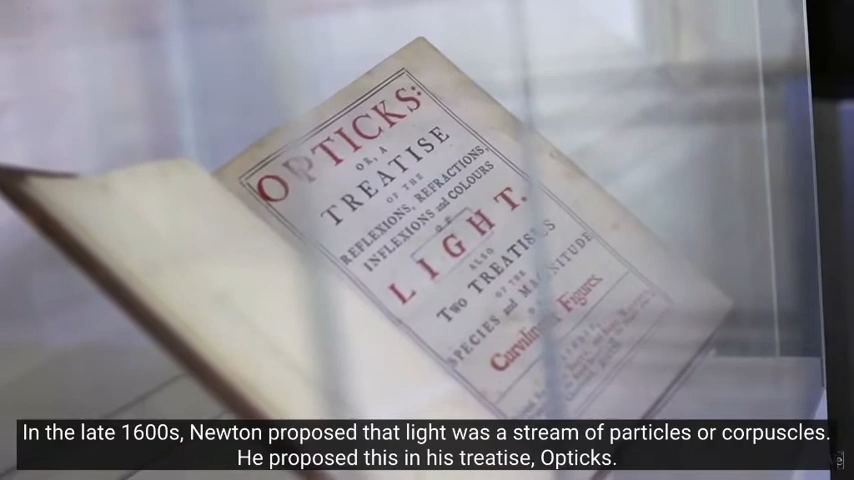 OPTICKS:
OR, A
TREATISE
OF THE
REFLEXIONS, REFRACTIONS,
INFLEXIONS and COLOURS
OF
LIGHT.
ALSO
Two TREATISES
OF THE
SPECIES and MAGNITUDE
OF
Curvilinear Figures.
In the late 1600s, Newton proposed that light was a stream of particles or corpuscles.
He proposed this in his treatise, Opticks.